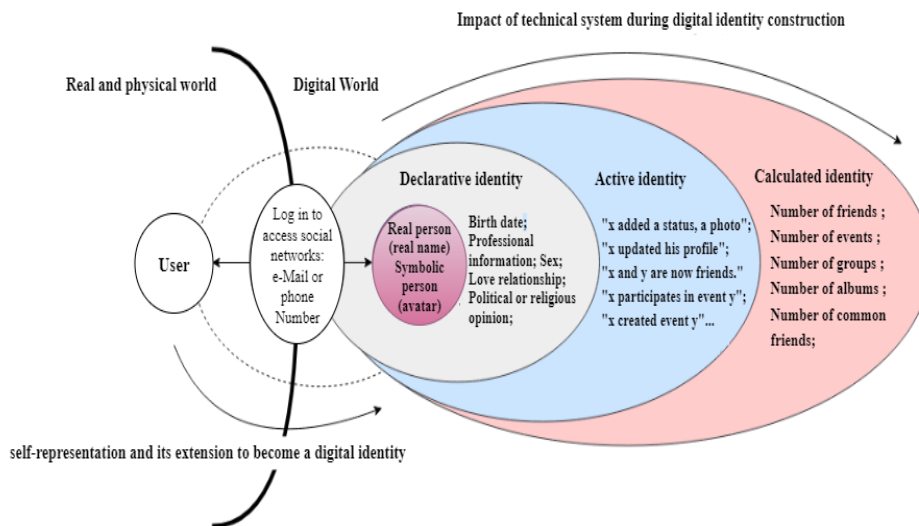 Impact of technical system during digital identity construction
Real and physical world
Digital World
User
Log in to
access social
networks:
e-Mail or
phone
Number
Declarative identity
Real person
(real name)
Symbolic
person
(avatar)
Birth date;
Professional
information; Sex;
Love relationship;
Political or religious
opinion;
Active identity
"x added a status, a photo";
"x updated his profile";
"x and y are now friends."
"x participates in event y";
"x created event y"...
Calculated identity
Number of friends ;
Number of events ;
Number of groups ;
Number of albums ;
Number of common
friends;
self-representation and its extension to become a digital identity